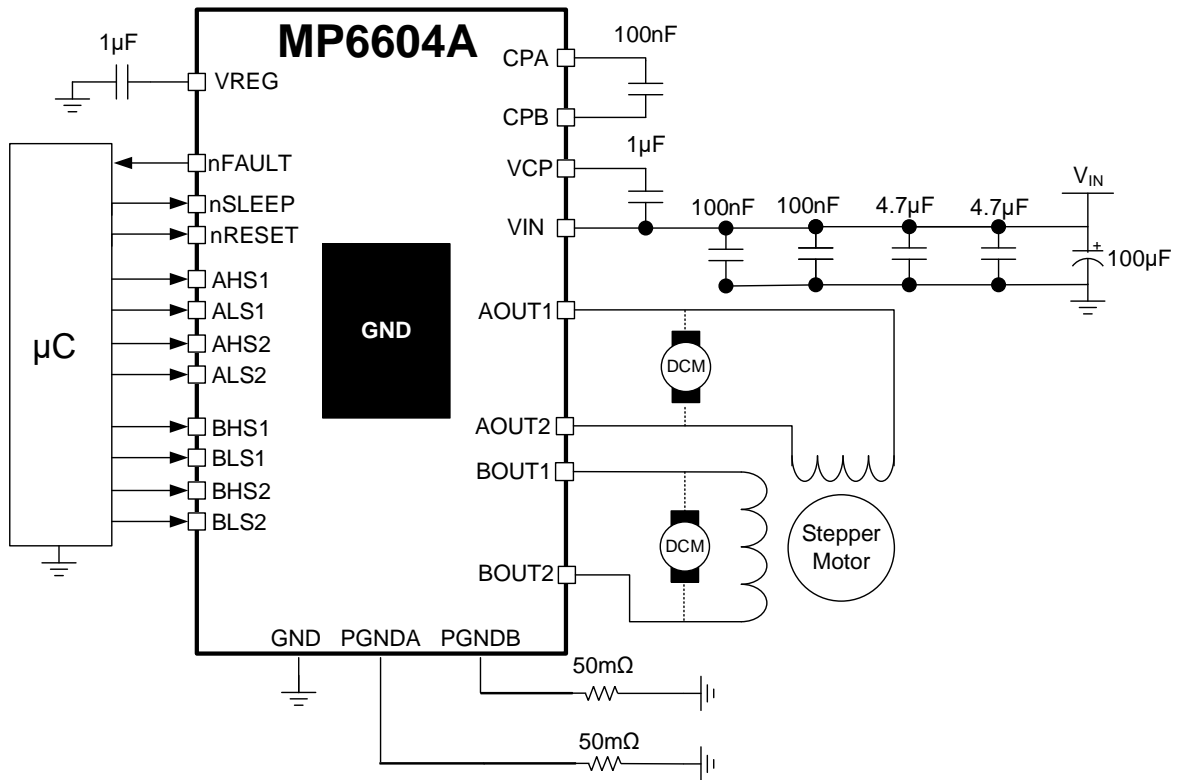 MP6604A
1µF
VREG
nFAULT
nSLEEP
nRESET
AHS1
ALS1
AHS2
ALS2
BHS1
BLS1
BHS2
BLS2
µC
GND
100nF
CPA
CPB
1µF
VCP
VIN
100nF
100nF
4.7µF
4.7µF
VIN
+
100µF
AOUT1
DCM
AOUT2
BOUT1
DCM
BOUT2
Stepper
Motor
GND
PGNDA
PGNDB
50mΩ
50mΩ